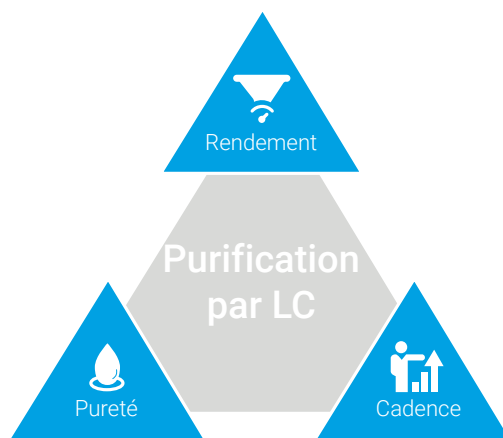 Rendement
Purification
par LC
Pureté
Cadence